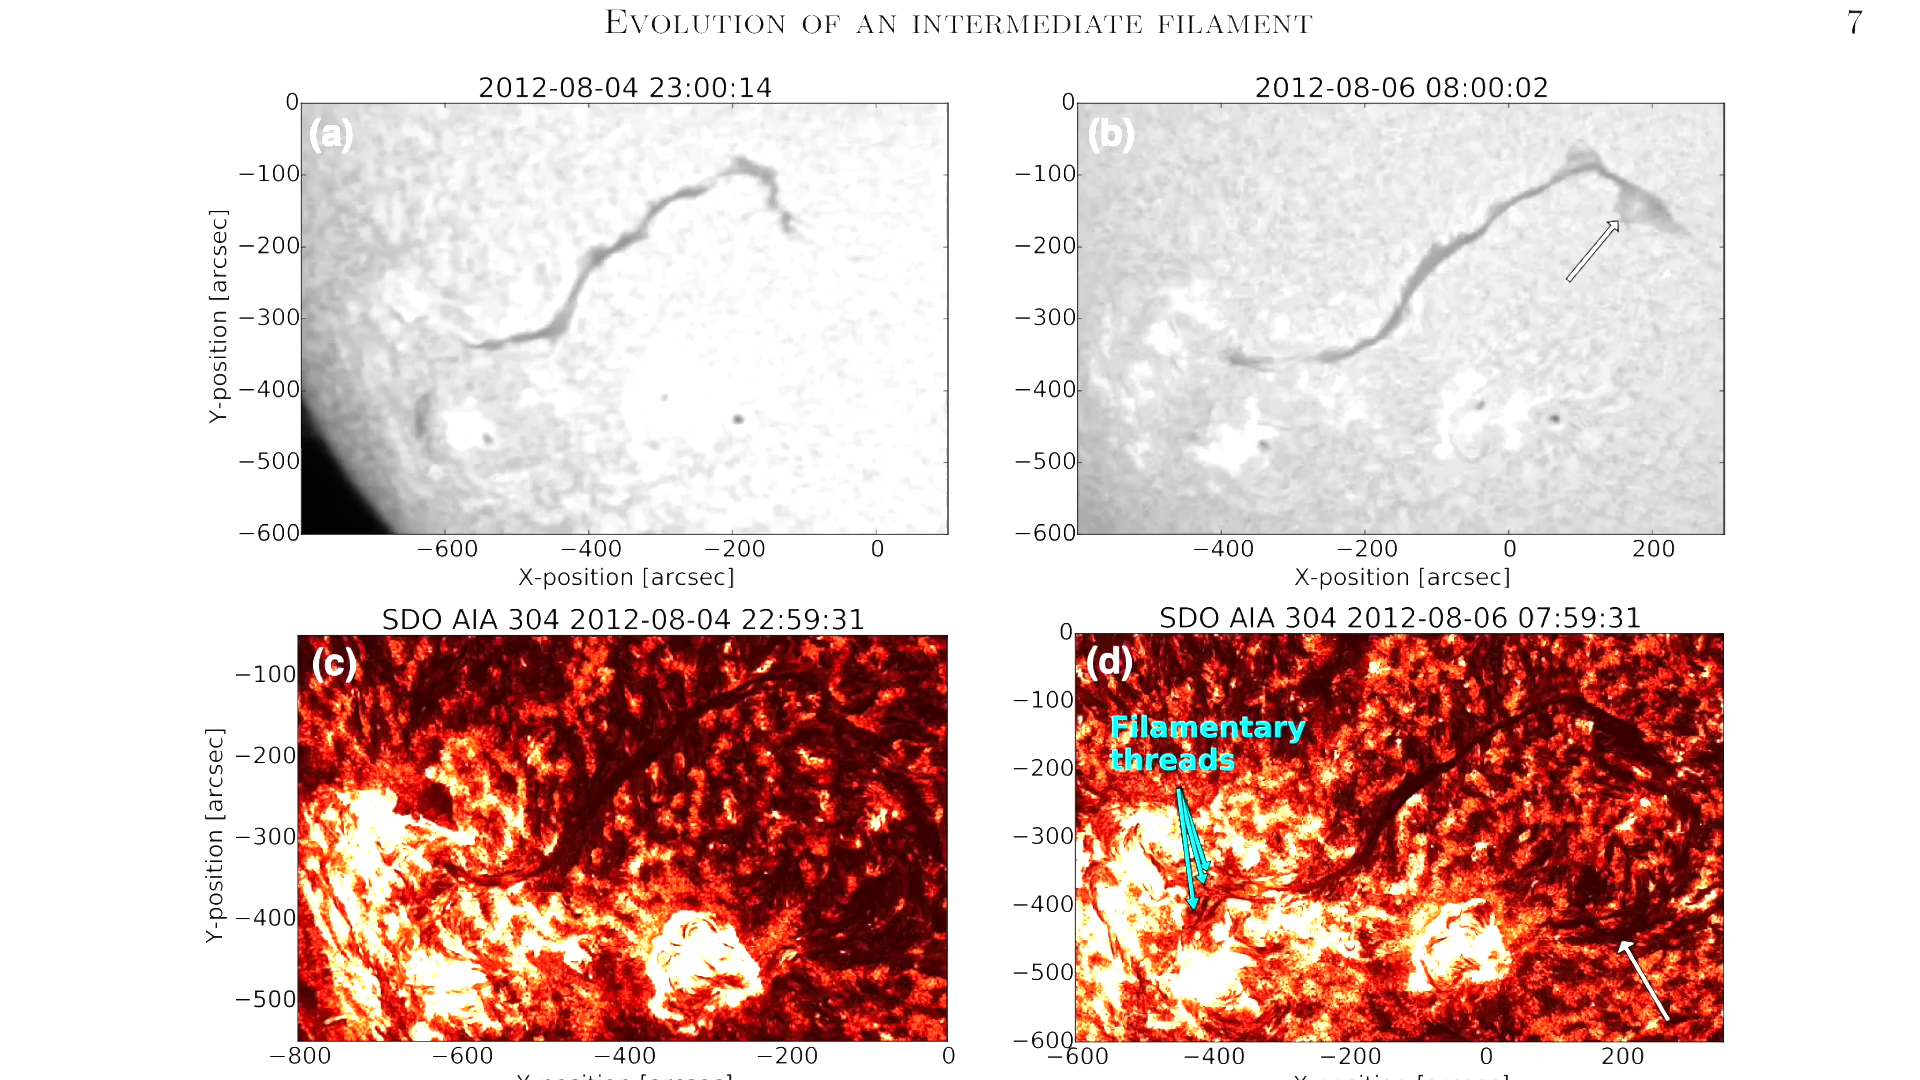 EVOLUTION OF AN INTERMEDIATE FILAMENT 7
2012-08-04 23:00:14
2012-08-06 08:00:02
(a)
0
−100
−200
−300
−400
−500
−600
Y-position [arcsec]
−600 −400 −200 0
X-position [arcsec]
(b)
0
−100
−200
−300
−400
−500
−600
−400 −200 0 200
X-position [arcsec]
SDO AIA 304 2012-08-04 22:59:31
SDO AIA 304 2012-08-06 07:59:31
(c)
−100
−200
−300
−400
−500
Y-position [arcsec]
−800 −600 −400 −200 0
X-position [arcsec]
(d)
0
−100
−200
−300
−400
−500
−600
Filamentary
threads
−600 −400 −200 0 200
X-position [arcsec]